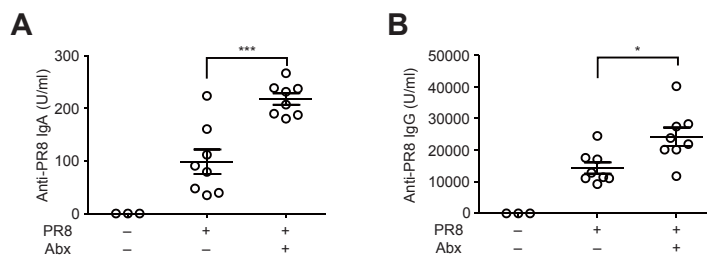 A
Anti-PR8 IgA (U/ml)
300
200
100
0
***
PR8 – + +
Abx – – +
B
Anti-PR8 IgG (U/ml)
50000
40000
30000
20000
10000
0
*
PR8 – + +
Abx – – +